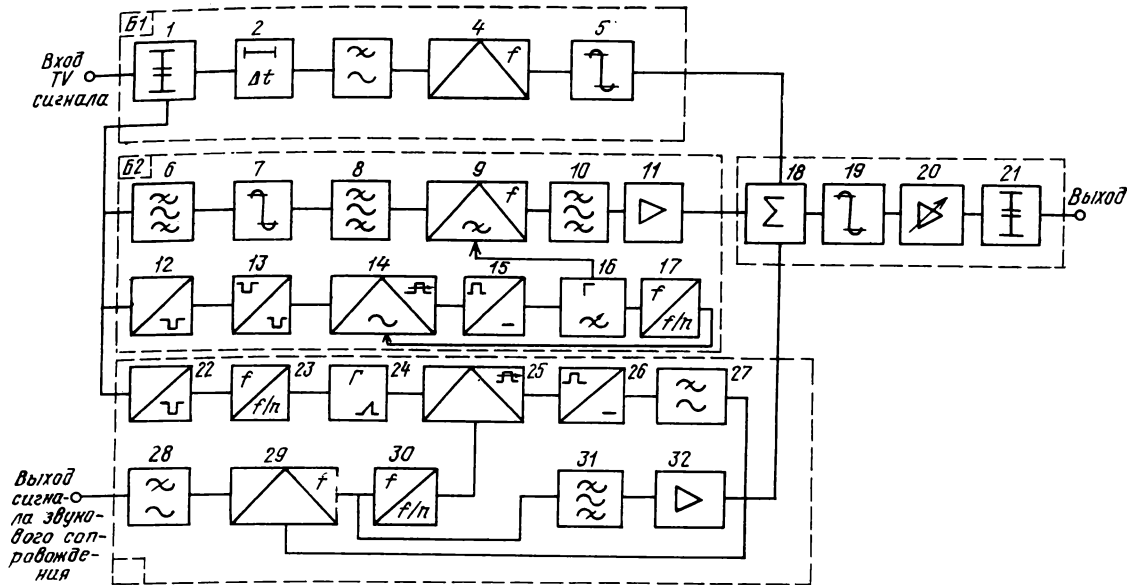 Б1
1
2
4
5
Вход
TV
сигнала
Δt
f
Б2
6
7
8
9
10
11
18
19
20
21
f
Σ
Выход
12
13
14
15
16
17
Г
f
f/n
22
23
24
25
26
27
f
f/n
Г
28
29
30
31
32
Выход
сигна-
ла звуко-
вого соп-
ровожде-
ния
f
f
f/n